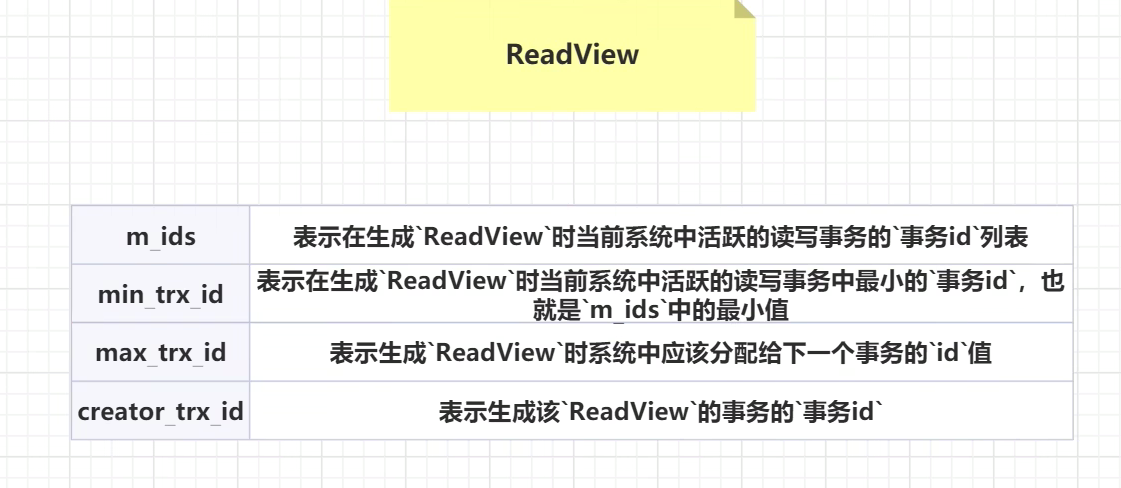 ReadView
m_ids
表示在生成`ReadView`时当前系统中活跃的读写事务的`事务id`列表
min_trx_id
表示在生成`ReadView`时当前系统中活跃的读写事务中最小的`事务id`，也
就是`m_ids`中的最小值
max_trx_id
表示生成`ReadView`时系统中应该分配给下一个事务的`id`值
creator_trx_id
表示生成该`ReadView`的事务的`事务id`